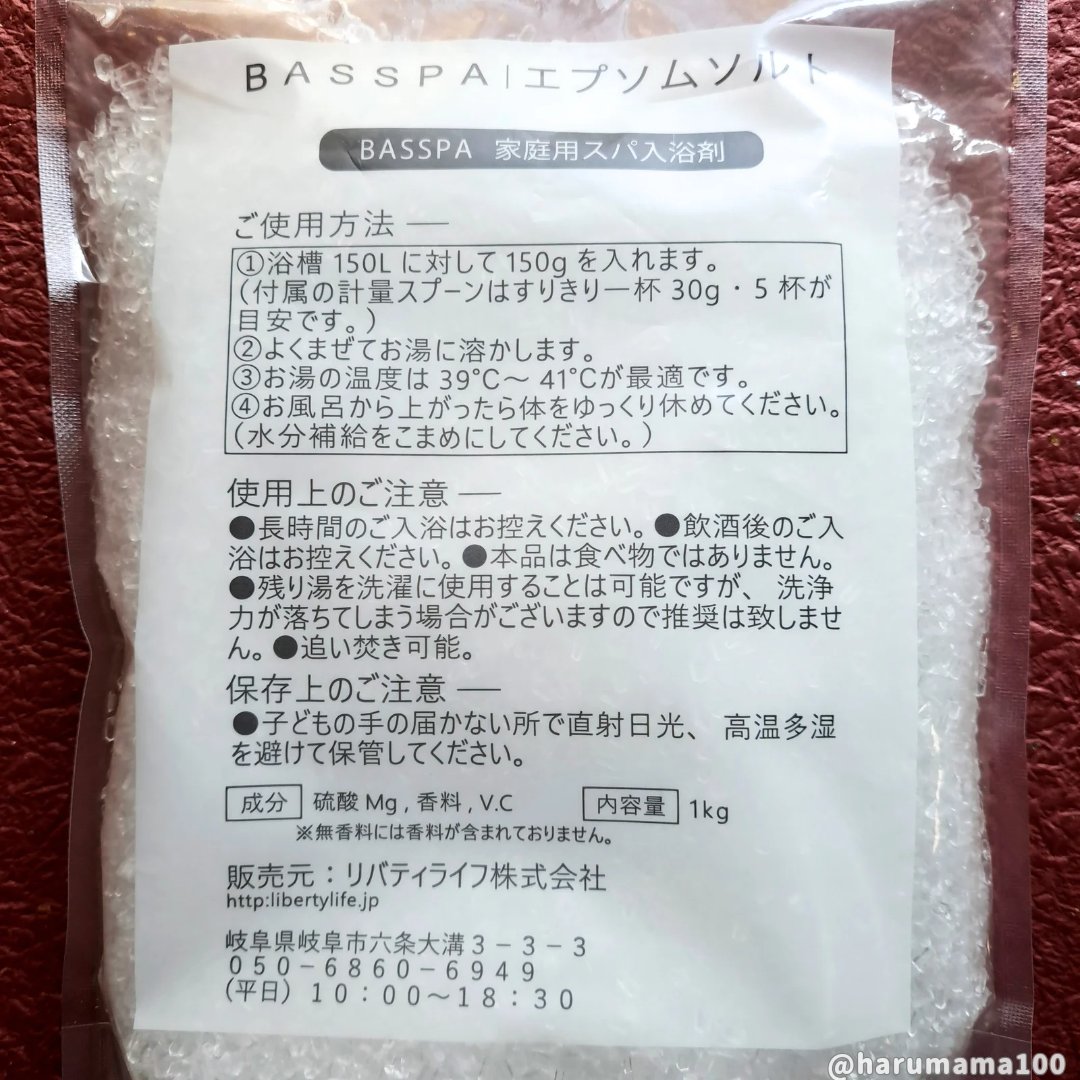 BASSPA|エプソムソルト
BASSPA 家庭用スパ入浴剤
ご使用方法 ―
①浴槽 150L に対して 150g を入れます。
(付属の計量スプーンはすりきり一杯 30g・5 杯が
目安です。)
②よくまぜてお湯に溶かします。
③お湯の温度は 39℃～ 41℃が最適です。
④お風呂から上がったら体をゆっくり休めてください。
(水分補給をこまめにしてください。)
使用上のご注意 ―
●長時間のご入浴はお控えください。●飲酒後のご入
浴はお控えください。●本品は食べ物ではありません。
●残り湯を洗濯に使用することは可能ですが、 洗浄
力が落ちてしまう場合がございますので推奨は致しませ
ん。●追い焚き可能。
保存上のご注意 ―
●子どもの手の届かない所で直射日光、 高温多湿
を避けて保管してください。
成分 硫酸 Mg , 香料 , V.C 内容量 1kg
※無香料には香料が含まれておりません。
販売元：リバティライフ株式会社
http:libertylife.jp
岐阜県岐阜市六条大溝３－３－３
０５０－６８６０－６９４９
(平日) １０：００～１８：３０
@harumama100